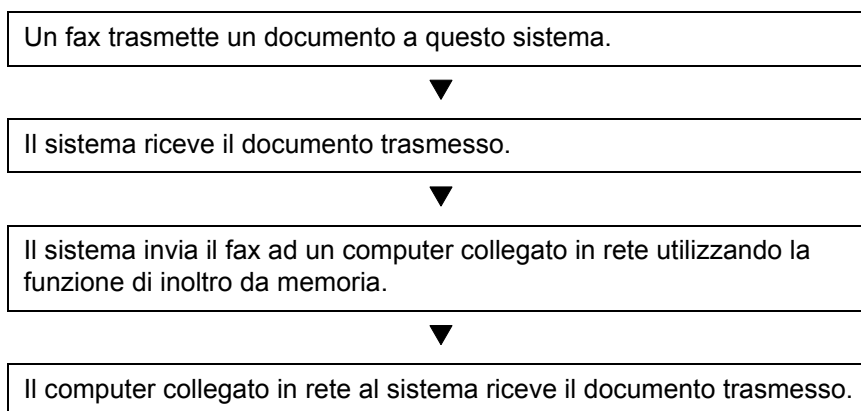 Un fax trasmette un documento a questo sistema.
Il sistema riceve il documento trasmesso.
Il sistema invia il fax ad un computer collegato in rete utilizzando la
funzione di inoltro da memoria.
Il computer collegato in rete al sistema riceve il documento trasmesso.